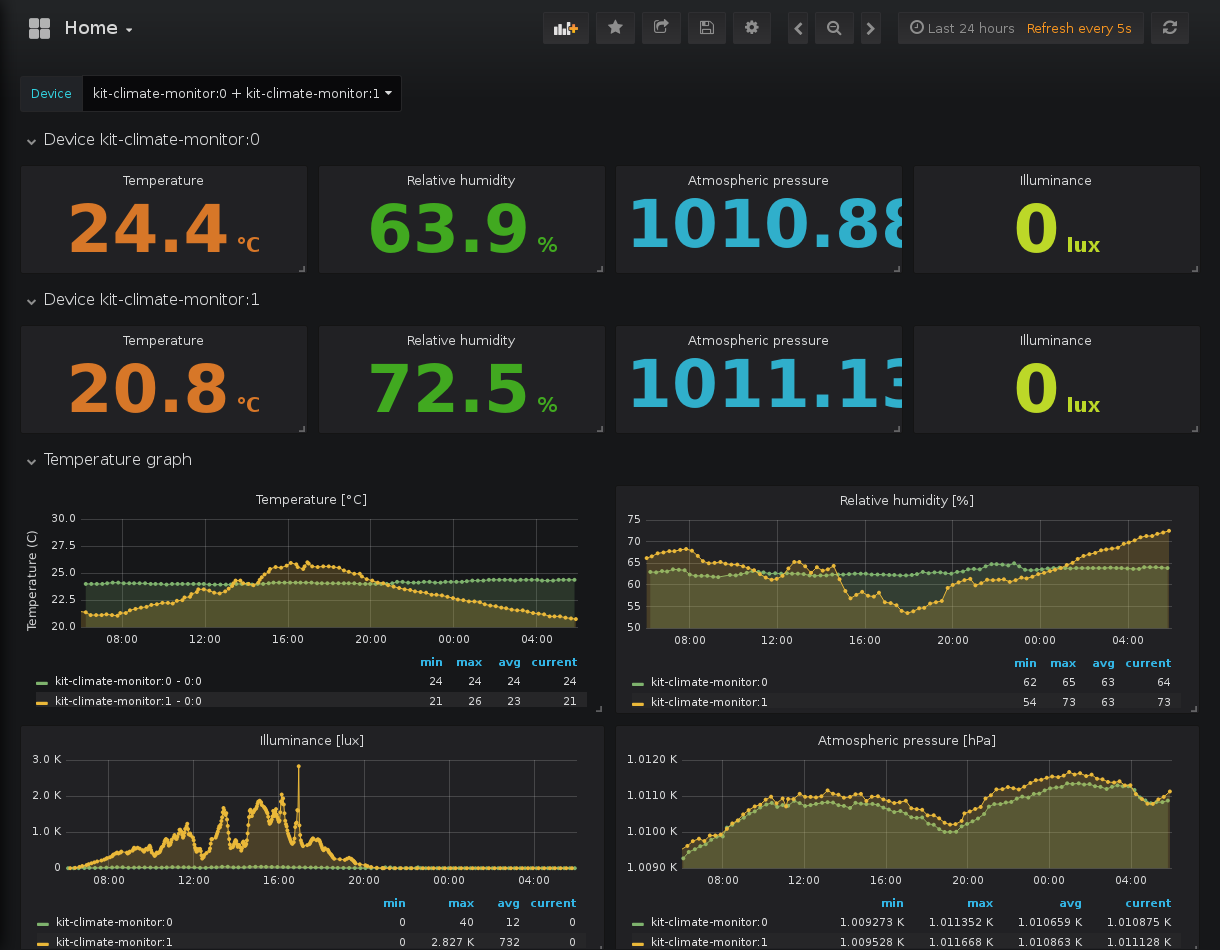 Home
Last 24 hours Refresh every 5s
Device kit-climate-monitor:0 + kit-climate-monitor:1
Device kit-climate-monitor:0
Temperature Relative humidity Atmospheric pressure Illuminance
24.4 °C 63.9 % 1010.88 0 lux
Device kit-climate-monitor:1
Temperature Relative humidity Atmospheric pressure Illuminance
20.8 °C 72.5 % 1011.13 0 lux
Temperature graph
Temperature [°C]
Temperature (C)
30.0
27.5
25.0
22.5
20.0
08:00 12:00 16:00 20:00 00:00 04:00
min max avg current
kit-climate-monitor:0 - 0:0 24 24 24 24
kit-climate-monitor:1 - 0:0 21 26 23 21
Relative humidity [%]
75
70
65
60
55
50
08:00 12:00 16:00 20:00 00:00 04:00
min max avg current
kit-climate-monitor:0 62 65 63 64
kit-climate-monitor:1 54 73 63 73
Illuminance [lux]
3.0 K
2.0 K
1.0 K
0
08:00 12:00 16:00 20:00 00:00 04:00
min max avg current
kit-climate-monitor:0 0 40 12 0
kit-climate-monitor:1 0 2.827 K 732 0
Atmospheric pressure [hPa]
1.0120 K
1.0110 K
1.0100 K
1.0090 K
08:00 12:00 16:00 20:00 00:00 04:00
min max avg current
kit-climate-monitor:0 1.009273 K 1.011352 K 1.010659 K 1.010875 K
kit-climate-monitor:1 1.009528 K 1.011668 K 1.010863 K 1.011128 K